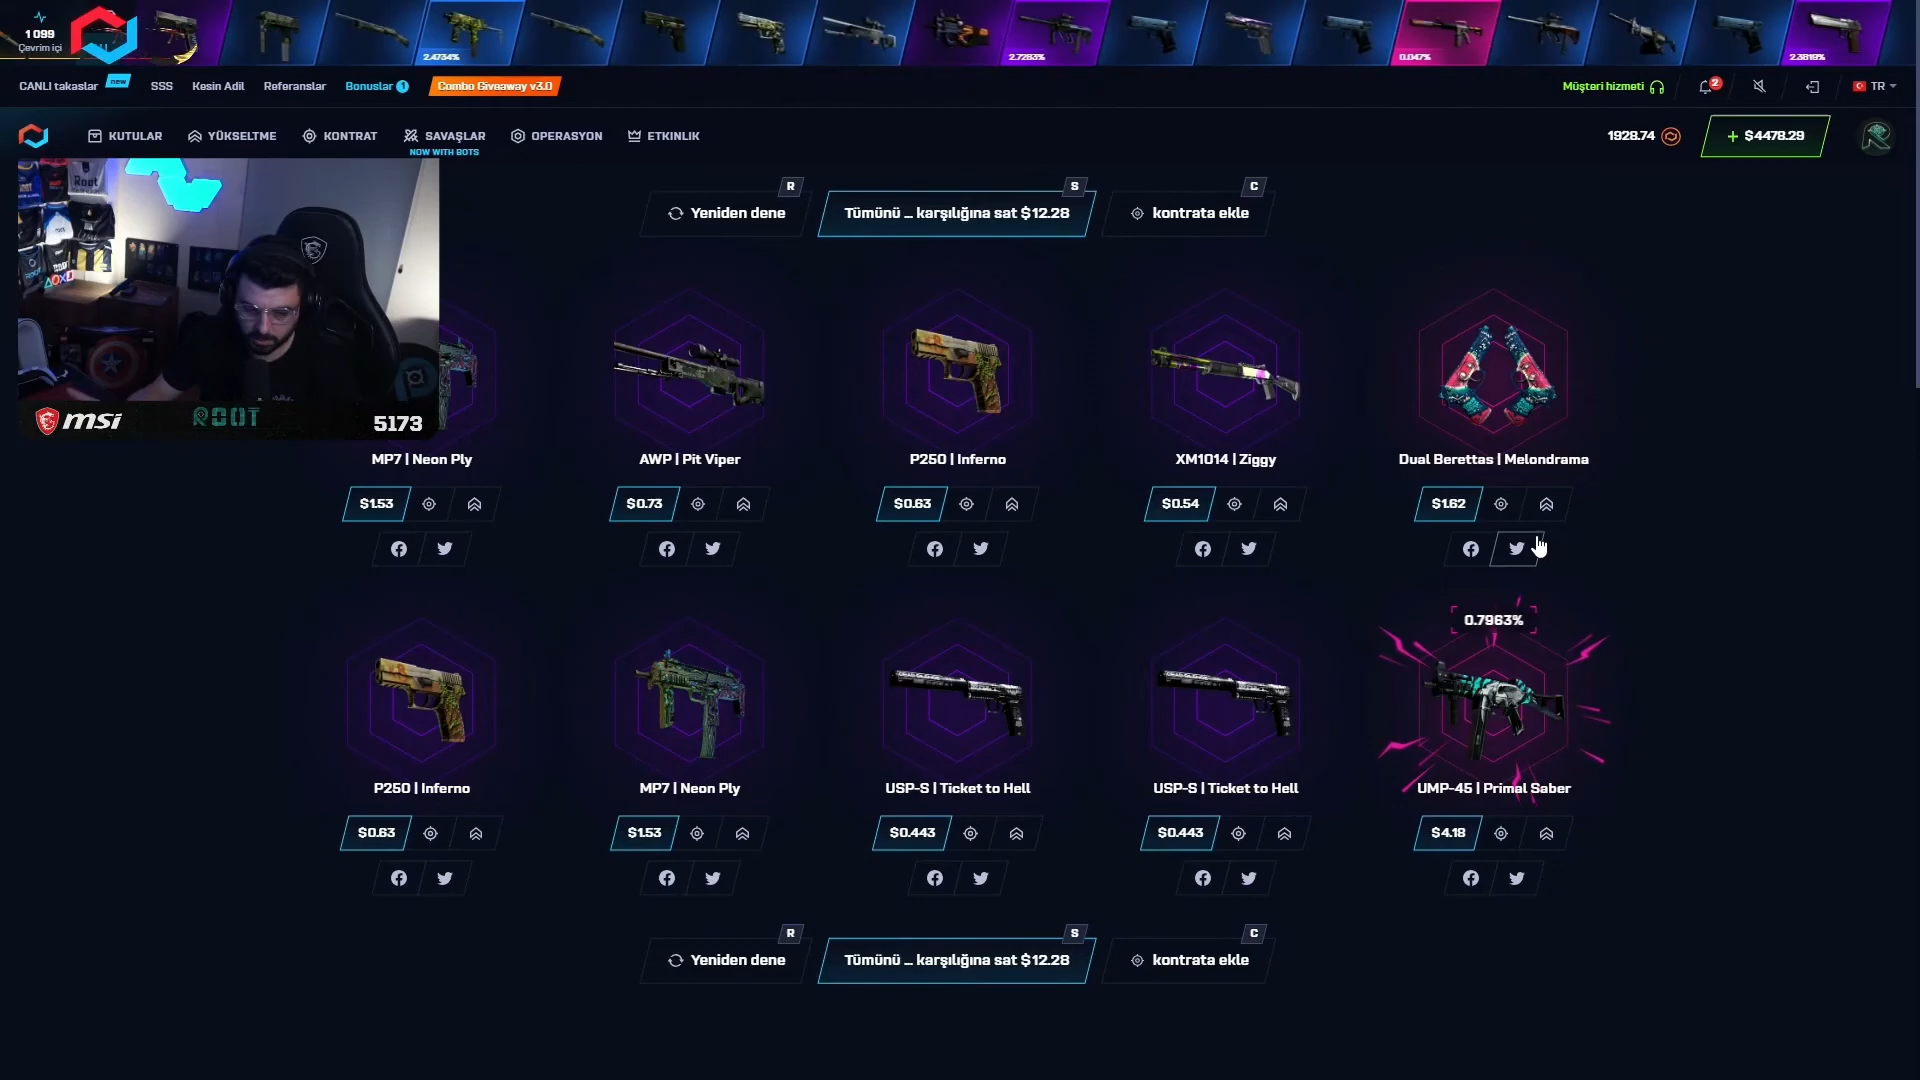 1 099
Çevrim içi
2.4734%
2.7283%
0.047%
2.3819%
CANLI takaslar
new
SSS
Kesin Adil
Referanslar
Bonuslar 1
Combo Giveaway v3.0
Müşteri hizmeti
2
TR
KUTULAR
YÜKSELTME
KONTRAT
SAVAŞLAR
NOW WITH BOTS
OPERASYON
ETKINLIK
1928.74
+ $4478.29
Root
msi
ROOT
5173
R
Yeniden dene
S
Tümünü ... karşılığına sat $12.28
C
kontrata ekle
MP7 | Neon Ply
AWP | Pit Viper
P250 | Inferno
XM1014 | Ziggy
Dual Berettas | Melondrama
$1.53
$0.73
$0.63
$0.54
$1.62
0.7963%
P250 | Inferno
MP7 | Neon Ply
USP-S | Ticket to Hell
USP-S | Ticket to Hell
UMP-45 | Primal Saber
$0.63
$1.53
$0.443
$0.443
$4.18
R
Yeniden dene
S
Tümünü ... karşılığına sat $12.28
C
kontrata ekle